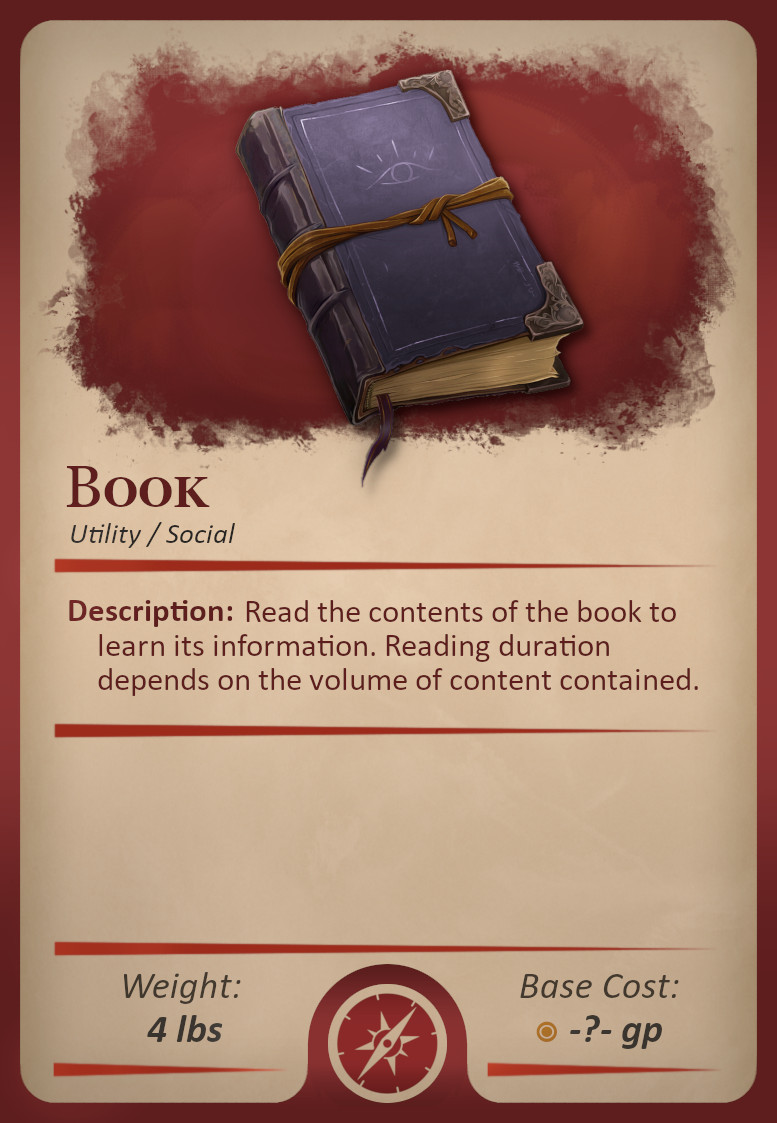 Book
Utility / Social
Description: Read the contents of the book to
learn its information. Reading duration
depends on the volume of content contained.
Weight:
4 lbs
Base Cost:
-?- gp